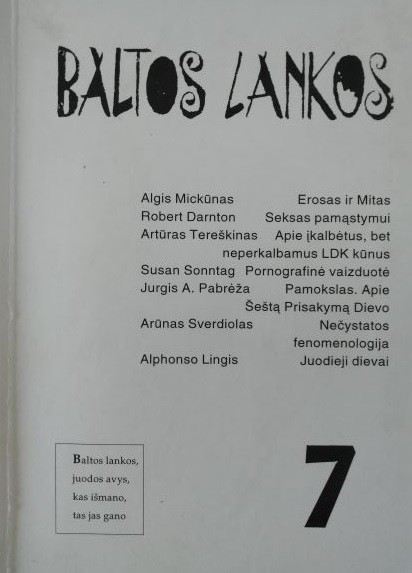 BALTOS LANKOS
Algis Mickūnas Erosas ir Mitas
Robert Darnton Seksas pamąstymui
Artūras Tereškinas Apie įkalbėtus, bet
neperkalbamus LDK kūnus
Susan Sonntag Pornografinė vaizduotė
Jurgis A. Pabrėža Pamokslas. Apie
Šeštą Prisakymą Dievo
Arūnas Sverdiolas Nečystatos
fenomenologija
Alphonso Lingis Juodieji dievai
Baltos lankos,
juodos avys,
kas išmano,
tas jas gano
7